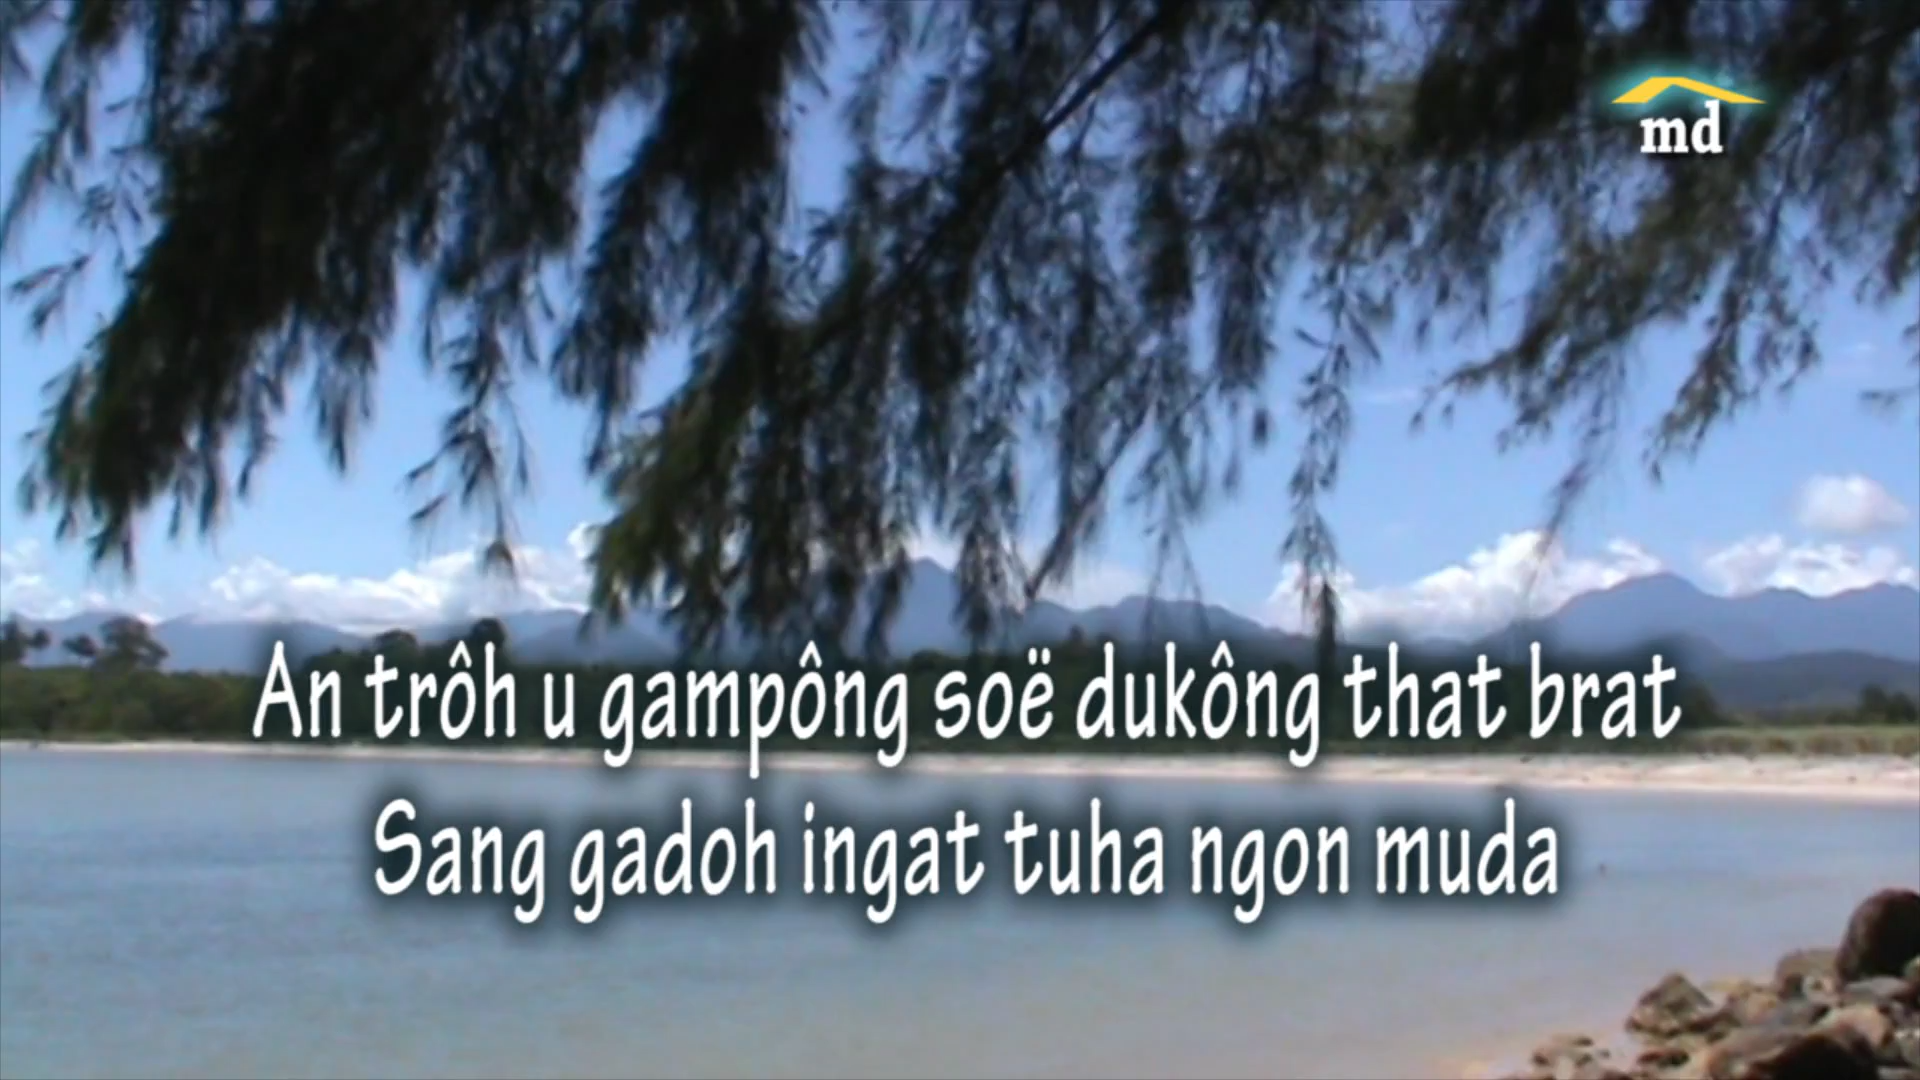 md
An trôh u gampông soë dukông that brat
Sang gadoh ingat tuha ngon muda